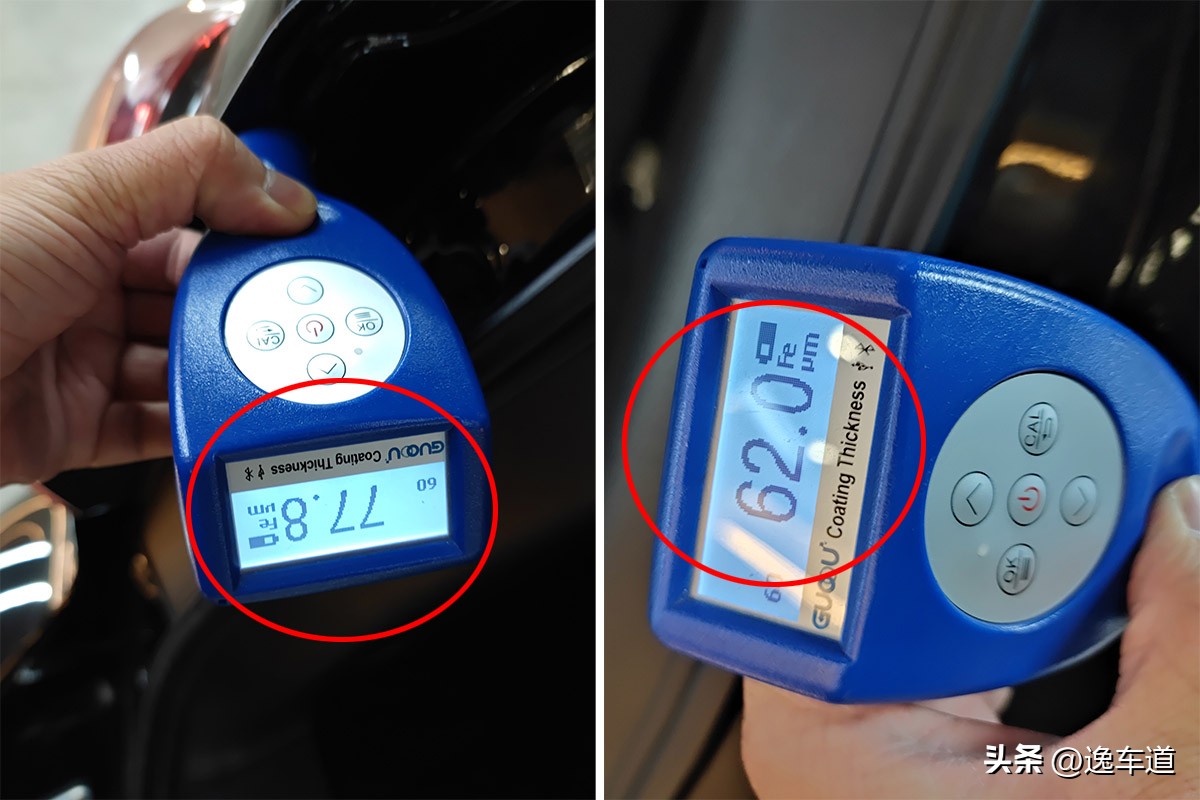 OK
CAL
GUOOU Coating Thickness
77.8
Fe
μm
62.0
Fe
μm
GUOOU Coating Thickness
CAL
OK
头条 @逸车道